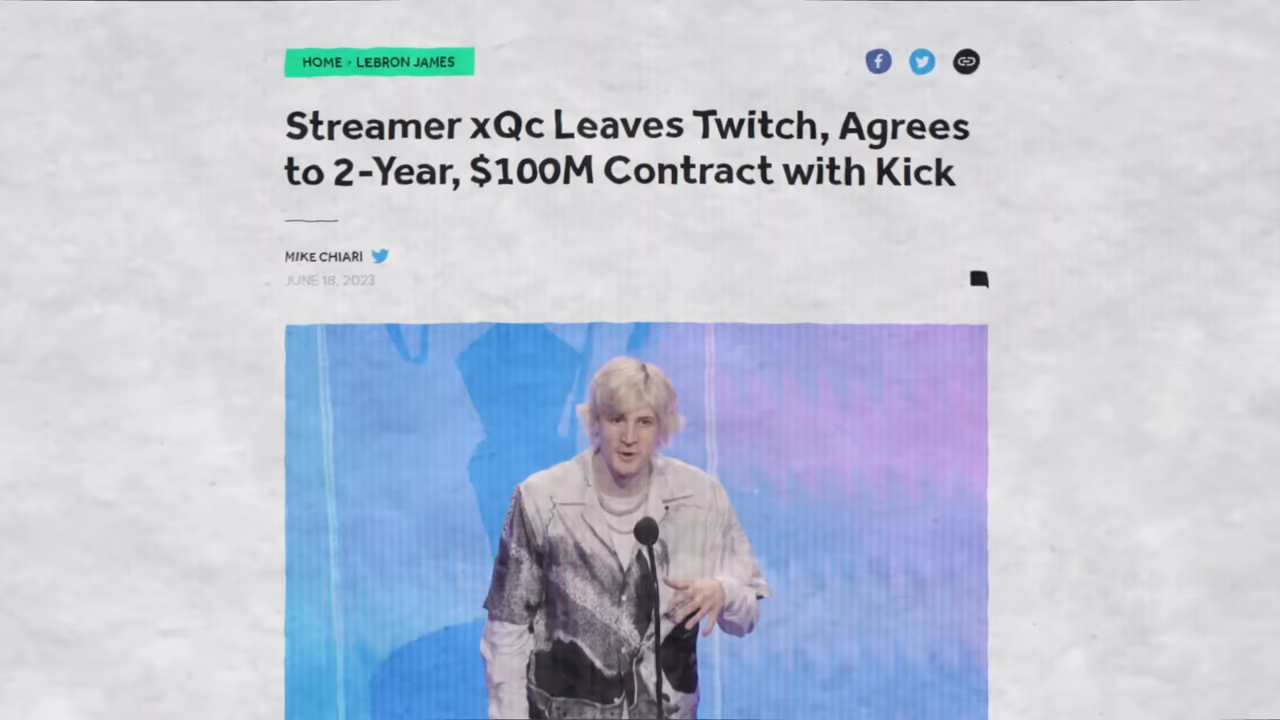 HOME > LEBRON JAMES
Streamer xQc Leaves Twitch, Agrees
to 2-Year, $100M Contract with Kick
MIKE CHIARI
JUNE 18, 2023